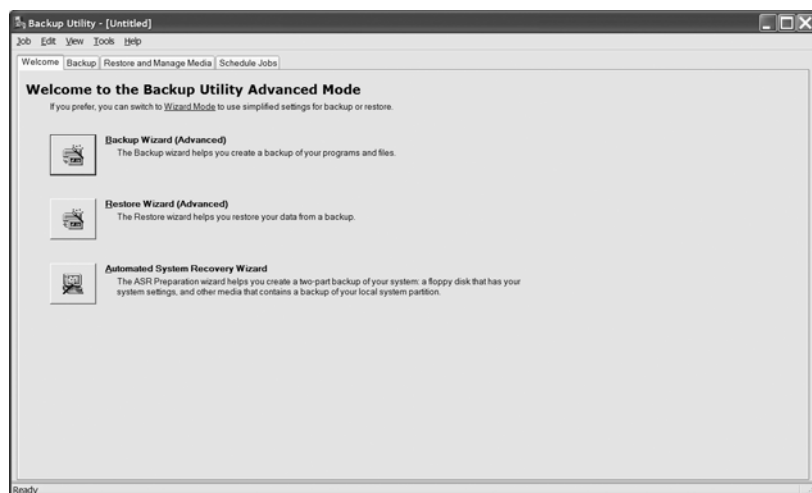 Backup Utility - [Untitled]
Job Edit View Tools Help
Welcome Backup Restore and Manage Media Schedule Jobs
Welcome to the Backup Utility Advanced Mode
If you prefer, you can switch to Wizard Mode to use simplified settings for backup or restore.
Backup Wizard (Advanced)
The Backup wizard helps you create a backup of your programs and files.
Restore Wizard (Advanced)
The Restore wizard helps you restore your data from a backup.
Automated System Recovery Wizard
The ASR Preparation wizard helps you create a two-part backup of your system: a floppy disk that has your
system settings, and other media that contains a backup of your local system partition.
Ready